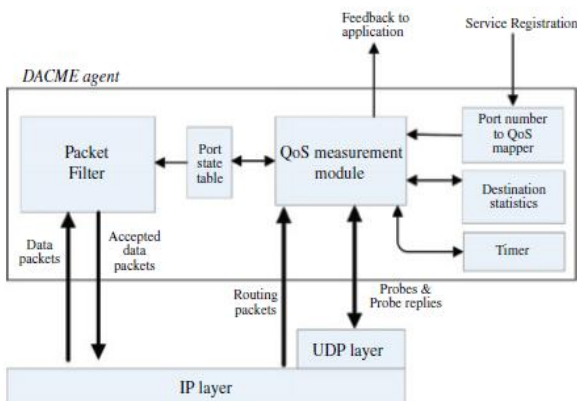 Feedback to
application
Service Registration
DACME agent
Packet
Filter
Port
state
table
QoS measurement
module
Port number
to QoS
mapper
Destination
statistics
Timer
Data
packets
Accepted
data
packets
Routing
packets
Probes &
Probe replies
UDP layer
IP layer